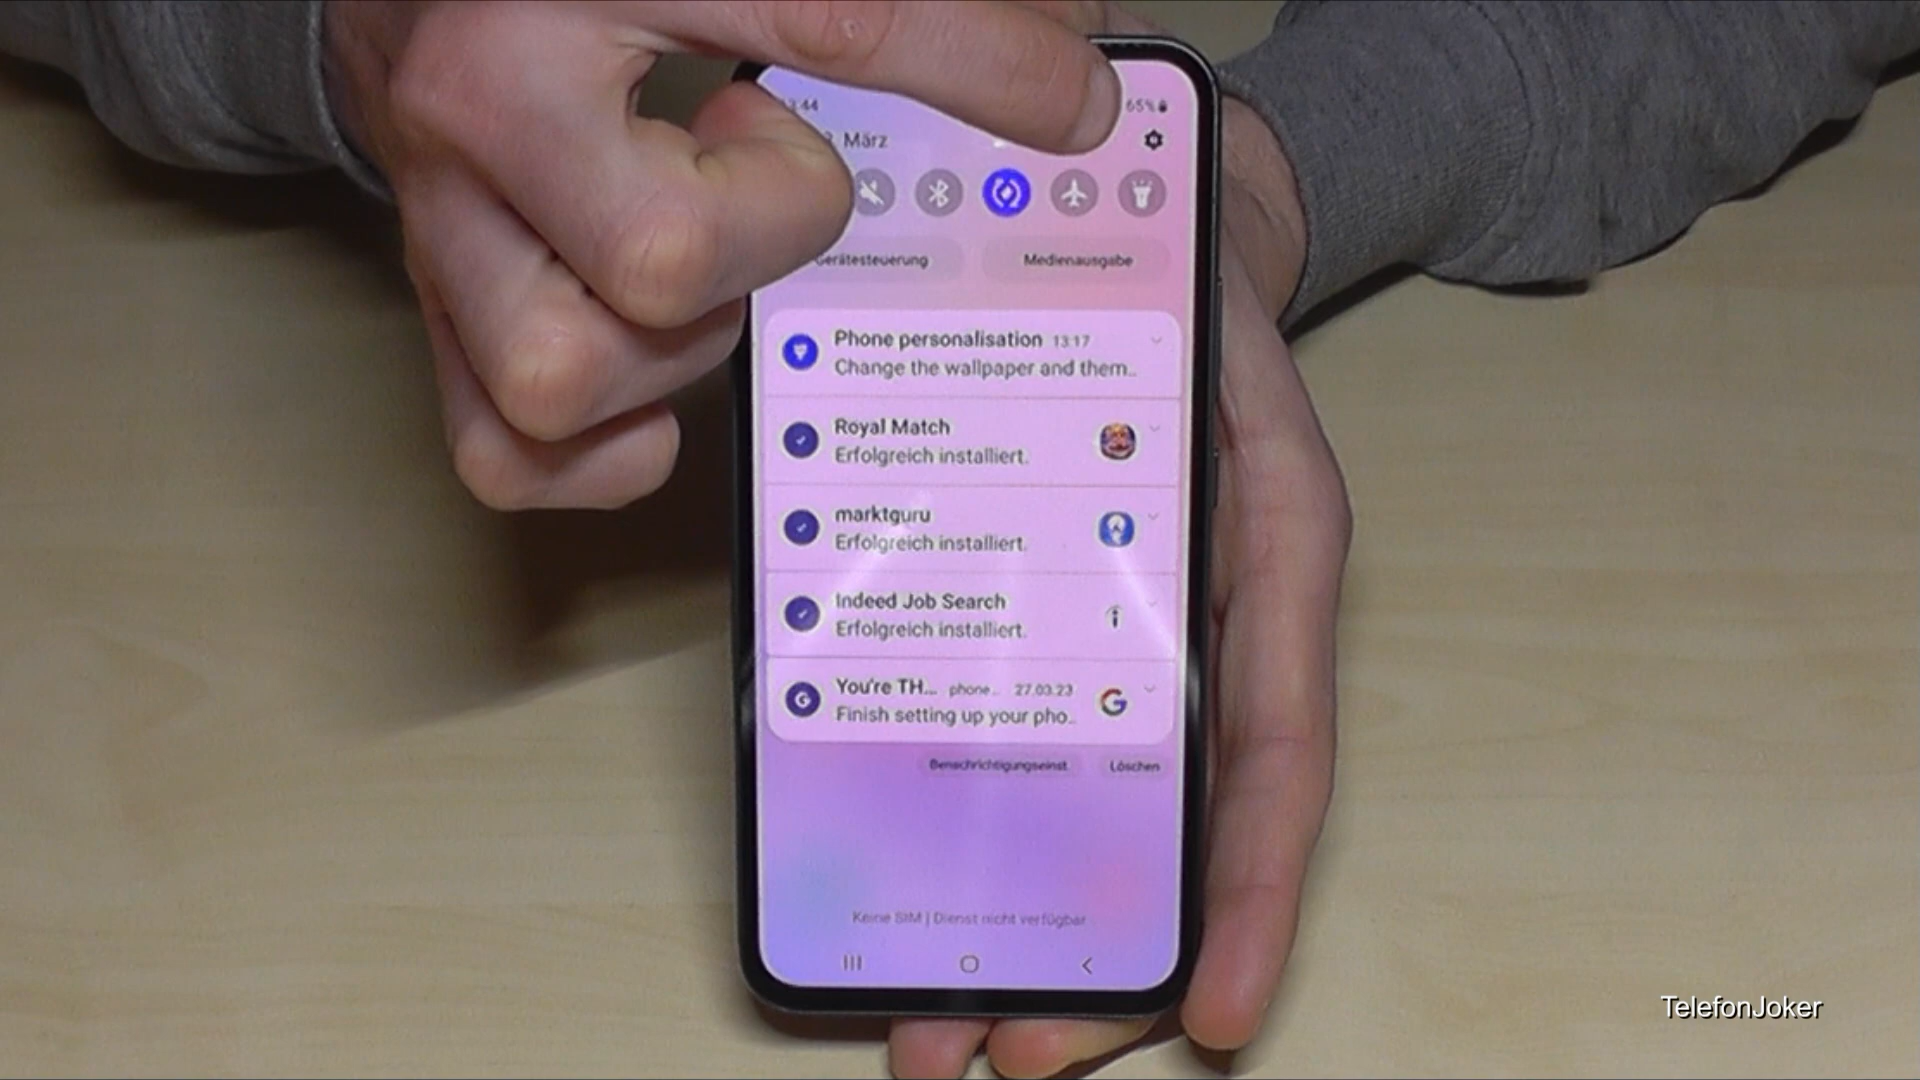 65%
März
Gerätesteuerung
Medienausgabe
Phone personalisation 13:17
Change the wallpaper and them..
Royal Match
Erfolgreich installiert.
marktguru
Erfolgreich installiert.
Indeed Job Search
Erfolgreich installiert.
You're TH... phone... 27.03.23
Finish setting up your pho..
Benachrichtigungseinst. Löschen
Keine SIM | Dienst nicht verfügbar
TelefonJoker